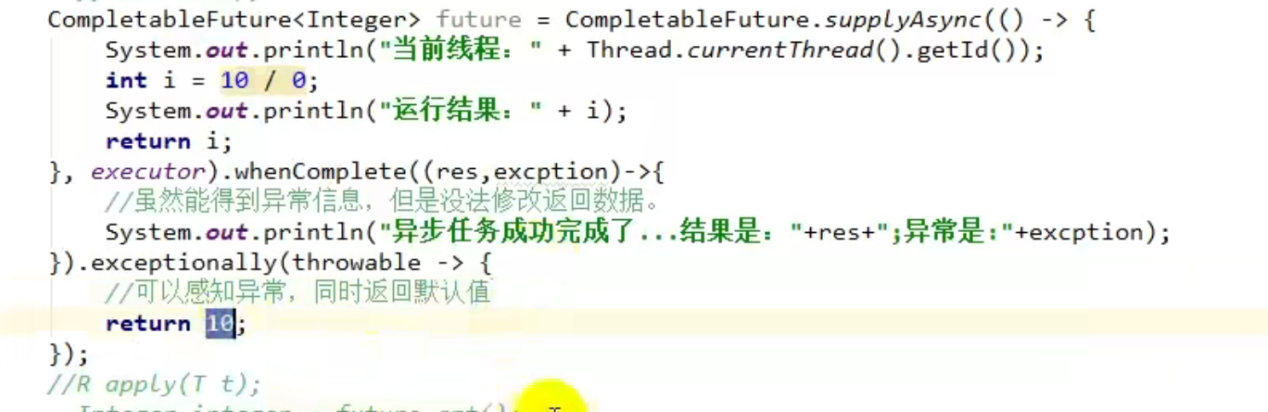 CompletableFuture<Integer> future = CompletableFuture.supplyAsync(() -> {
System.out.println("当前线程：" + Thread.currentThread().getId());
int i = 10 / 0;
System.out.println("运行结果：" + i);
return i;
}, executor).whenComplete((res,excption)->{
//虽然能得到异常信息，但是没法修改返回数据。
System.out.println("异步任务成功完成了...结果是："+res+";异常是:"+excption);
}).exceptionally(throwable -> {
//可以感知异常，同时返回默认值
return 10;
});
//R apply(T t);